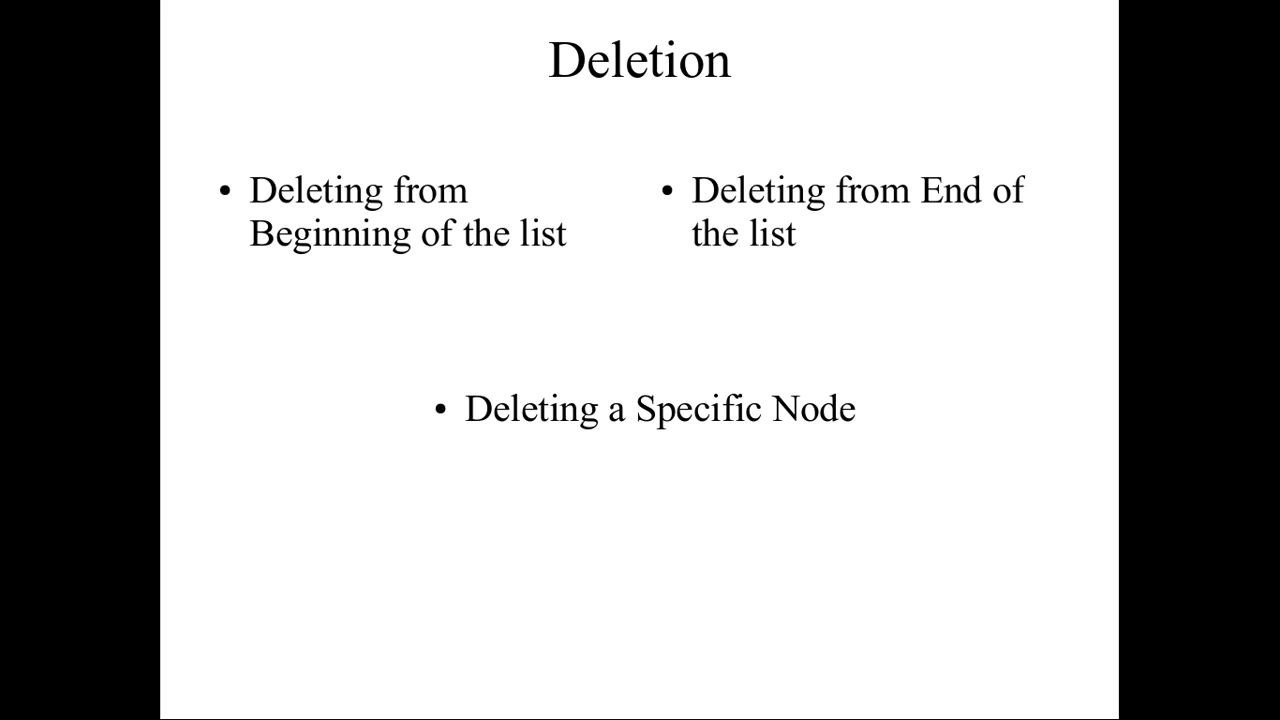 Deletion
• Deleting from
Beginning of the list
• Deleting from End of
the list
• Deleting a Specific Node